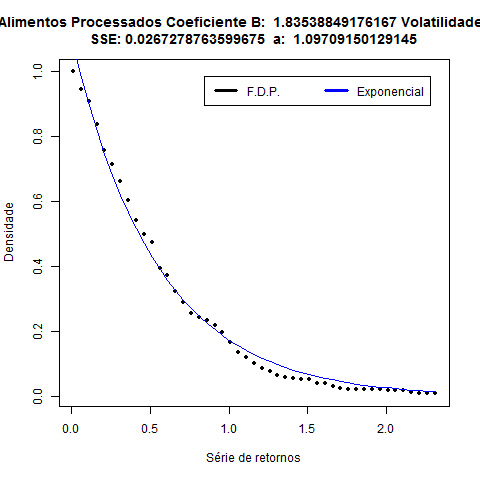 Alimentos Processados Coeficiente B:  1.83538849176167 Volatilidade
SSE: 0.0267278763599675  a:  1.09709150129145
F.D.P.
Exponencial
1.0
0.8
0.6
0.4
0.2
0.0
Densidade
0.0
0.5
1.0
1.5
2.0
Série de retornos